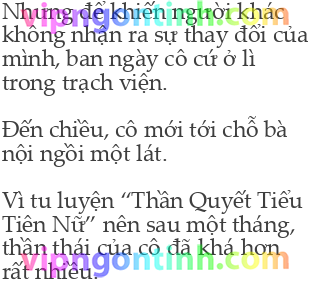 Nhưng để khiến người khác
không nhận ra sự thay đổi của
mình, ban ngày cô cứ ở lì
trong trạch viện.
Đến chiều, cô mới tới chỗ bà
nội ngồi một lát.
Vì tu luyện “Thần Quyết Tiểu
Tiên Nữ” nên sau một tháng,
thần thái của cô đã khá hơn
rất nhiều.
vipngontinh.com
vipngontinh.com